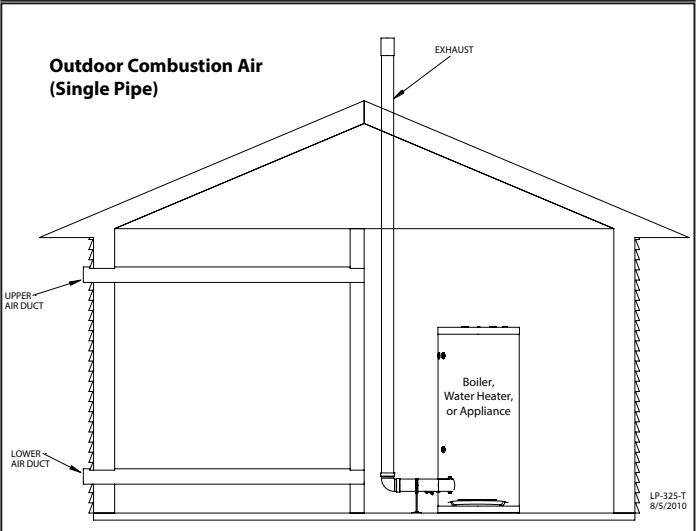 Outdoor Combustion Air
(Single Pipe)
EXHAUST
UPPER
AIR DUCT
Boiler,
Water Heater,
or Appliance
LOWER
AIR DUCT
LP-325-T
8/5/2010